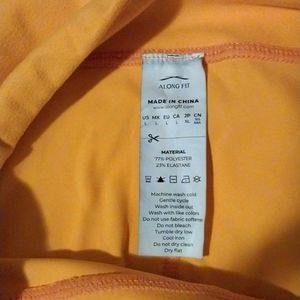 ALONG FIT
MADE IN CHINA
www.alongfit.com
US MX EU CA JP CN
L L L L XL
MATERIAL
77% POLYESTER
23% ELASTANE
Machine wash cold
Gentle cycle
Wash inside out
Wash with like colors
Do not use fabric softener
Do not bleach
Tumble dry low
Cool iron
Do not dry clean
Dry flat